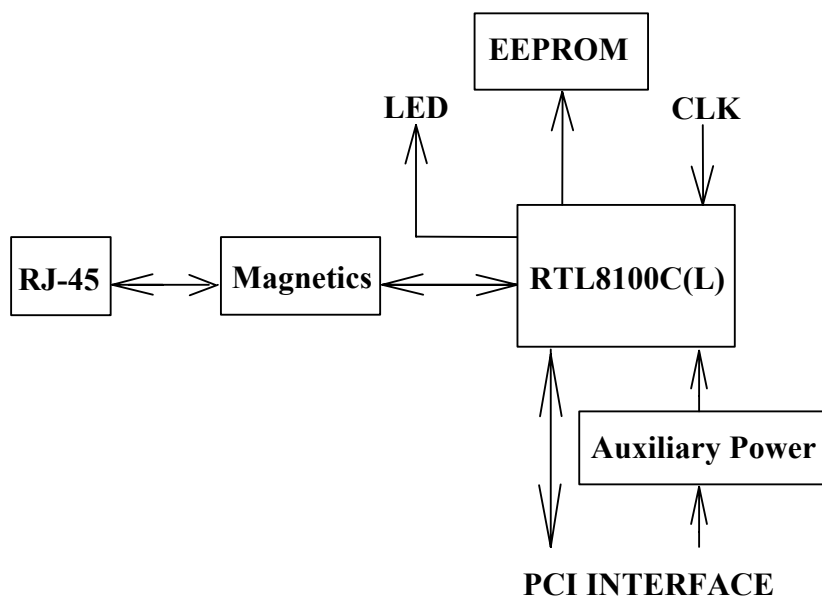 EEPROM
LED
CLK
RJ-45
Magnetics
RTL8100C(L)
Auxiliary Power
PCI INTERFACE